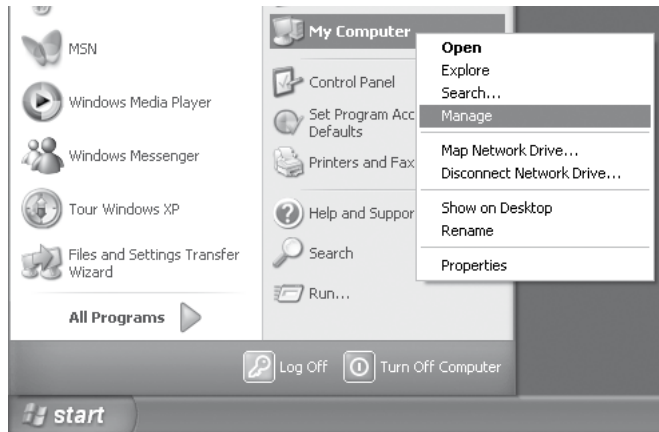 MSN
Windows Media Player
Windows Messenger
Tour Windows XP
Files and Settings Transfer
Wizard
All Programs
My Computer
Control Panel
Set Program Acc
Defaults
Printers and Fax
Help and Suppor
Search
Run...
Open
Explore
Search...
Manage
Map Network Drive...
Disconnect Network Drive...
Show on Desktop
Rename
Properties
Log Off
Turn Off Computer
start